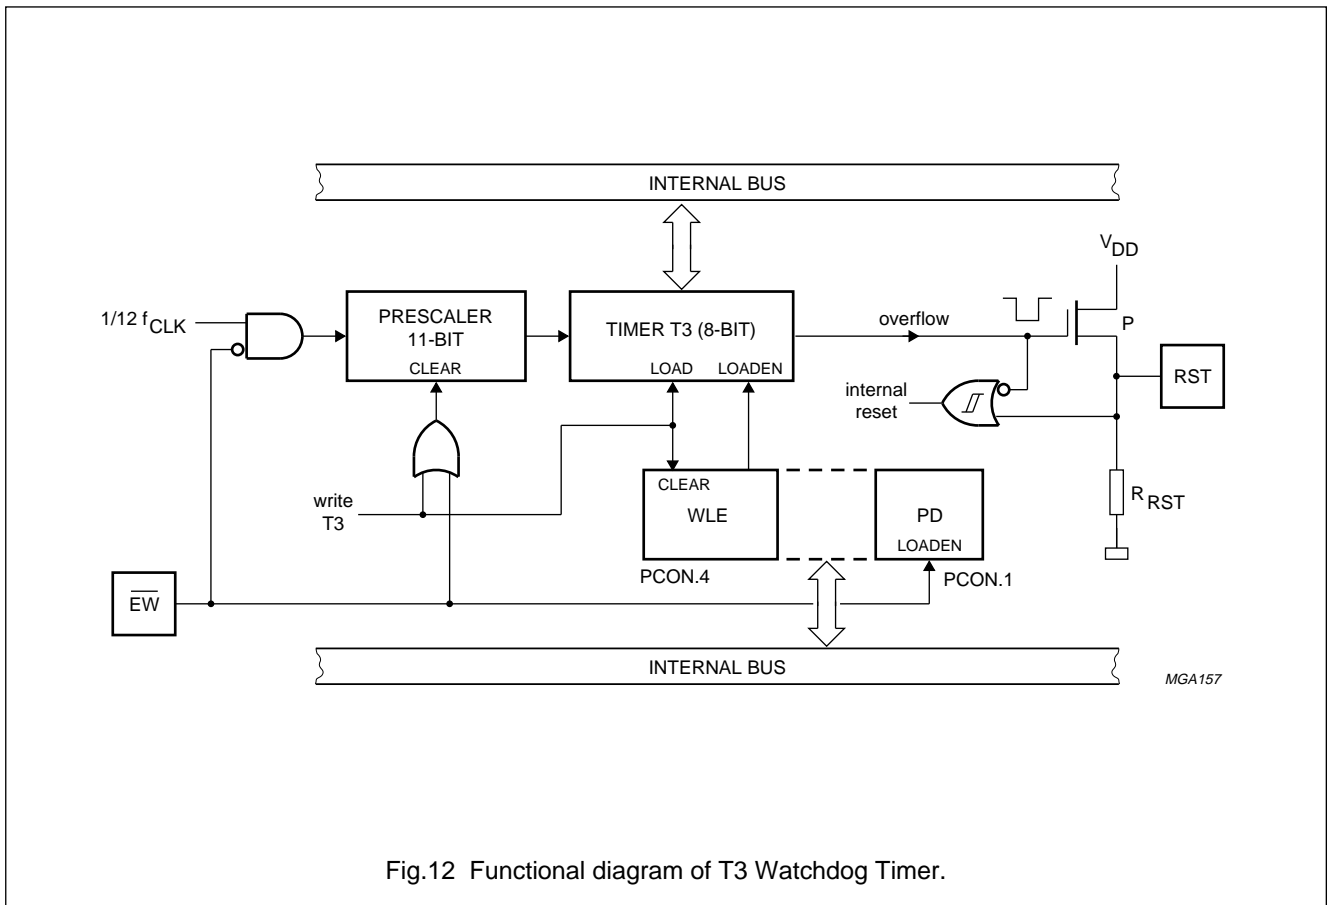 INTERNAL BUS
VDD
1/12 fCLK
PRESCALER
11-BIT
CLEAR
TIMER T3 (8-BIT)
LOAD LOADEN
overflow
P
RST
internal
reset
write
T3
CLEAR
WLE
PD
LOADEN
RRST
PCON.4
PCON.1
EW
INTERNAL BUS
MGA157
Fig.12 Functional diagram of T3 Watchdog Timer.